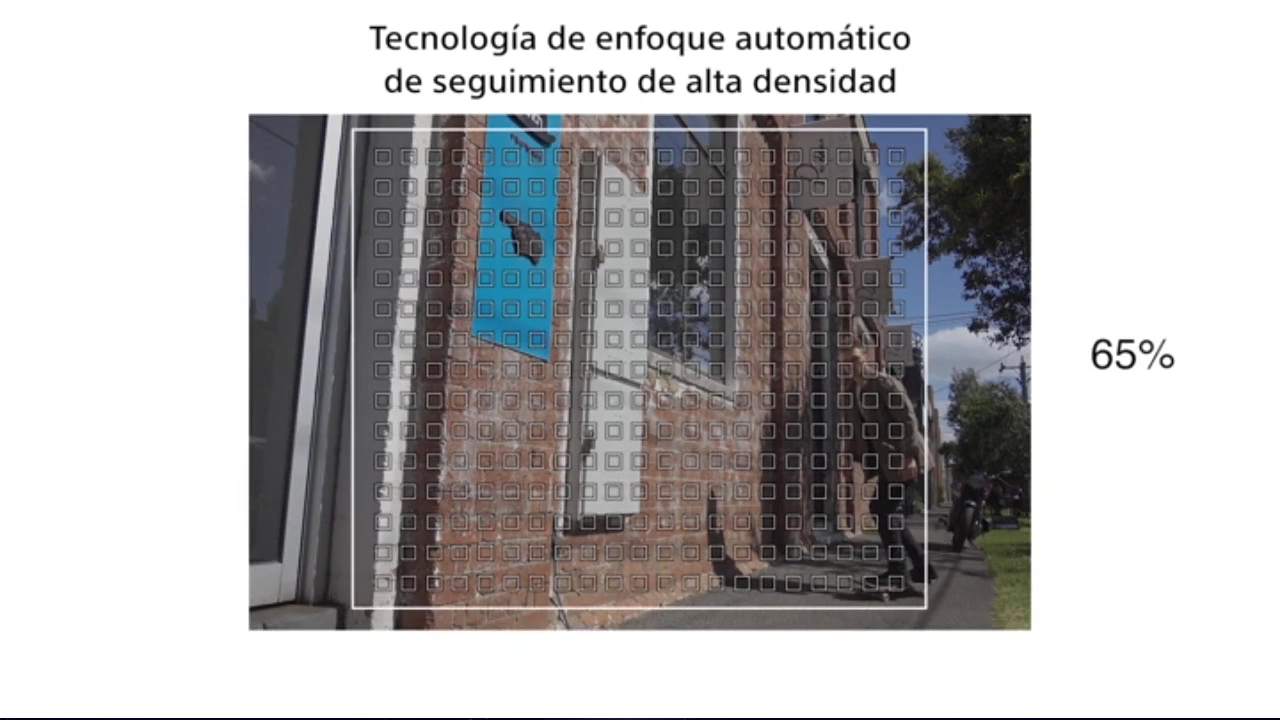 Tecnología de enfoque automático
de seguimiento de alta densidad
65%